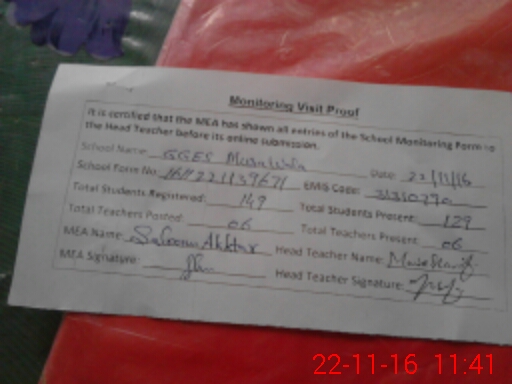 Monitoring Visit Proof
It is certified that the MEA has shown all entries of the School Monitoring Form to
the Head Teacher before its online submission.
School Name: GGES Date: 22/11/16
School Form No. EMIS Code:
Total Students Registered: 149 Total Students Present: 129
Total Teachers Posted: 06 Total Teachers Present: 06
MEA Name: Saleem Akhtar Head Teacher Name:
MEA Signature: Head Teacher Signature:
22-11-16 11:41